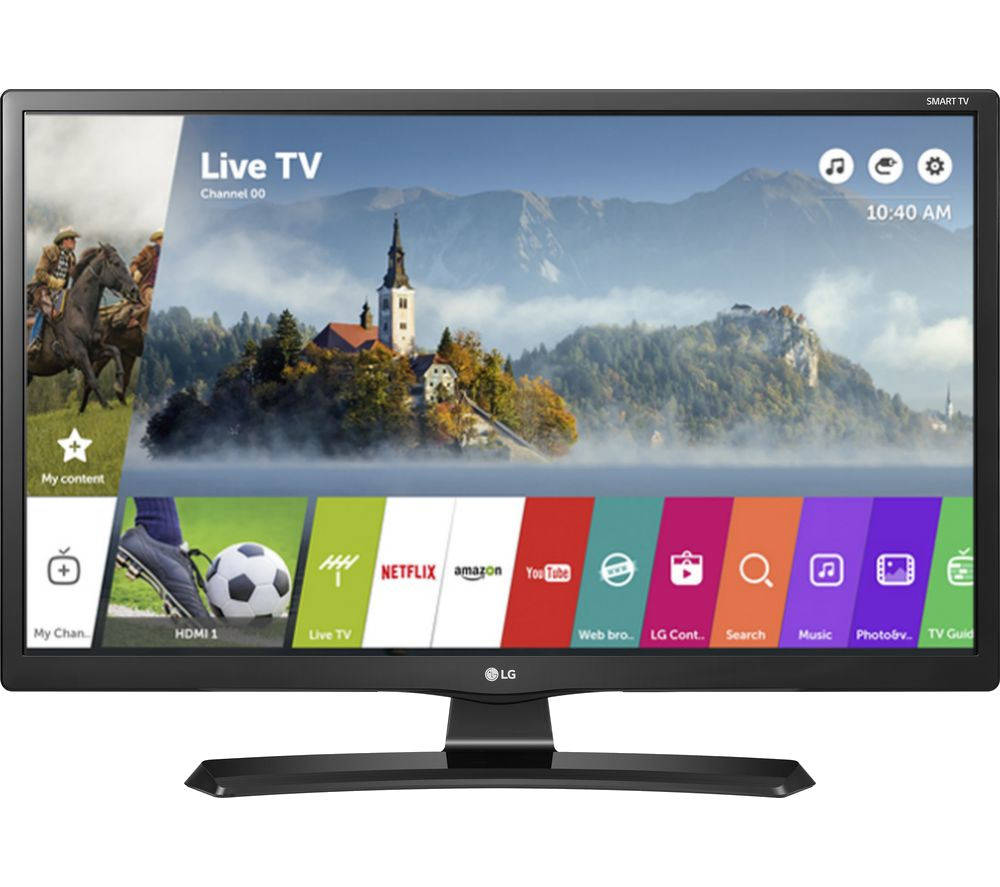 SMART TV
Live TV
Channel 00
10:40 AM
My content
My Chan..
HDMI 1
Live TV
NETFLIX
amazon
YouTube
www
Web bro..
LG Cont..
Search
Music
Photo&v..
TV Guid
LG